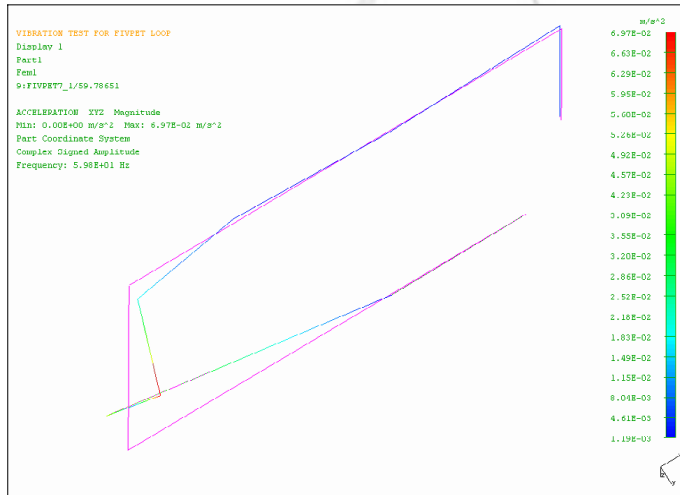 VIBRATION TEST FOR FIVPET LOOP
Display 1
Part1
Fem1
9:FIVPET7_1/59.78651
ACCELERATION XYZ Magnitude
Min: 0.00E+00 m/s^2 Max: 6.97E-02 m/s^2
Part Coordinate System
Complex Signed Amplitude
Frequency: 5.98E+01 Hz
m/s^2
6.97E-02
6.63E-02
6.29E-02
5.95E-02
5.60E-02
5.26E-02
4.92E-02
4.57E-02
4.23E-02
3.89E-02
3.55E-02
3.20E-02
2.86E-02
2.52E-02
2.18E-02
1.83E-02
1.49E-02
1.15E-02
8.04E-03
4.61E-03
1.19E-03